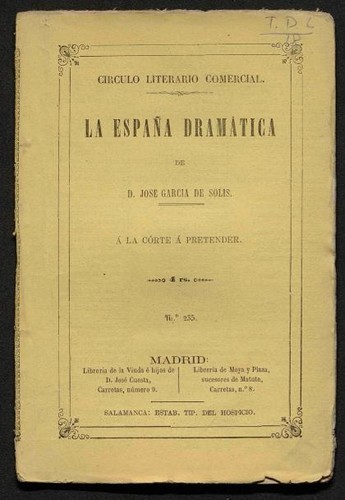 T. D. C
CIRCULO LITERARIO COMERCIAL.
LA ESPAÑA DRAMÁTICA
DE
D. JOSE GARCIA DE SOLIS.
Á LA CÓRTE Á PRETENDER.
4 rs.
N.° 255.
MADRID:
Librería de la Viuda é hijos de
D. José Cuesta,
Carretas, número 9.
Librería de Moya y Plaza,
sucesores de Matute,
Carretas, n.° 8.
SALAMANCA: ESTAB. TIP. DEL HOSPICIO.